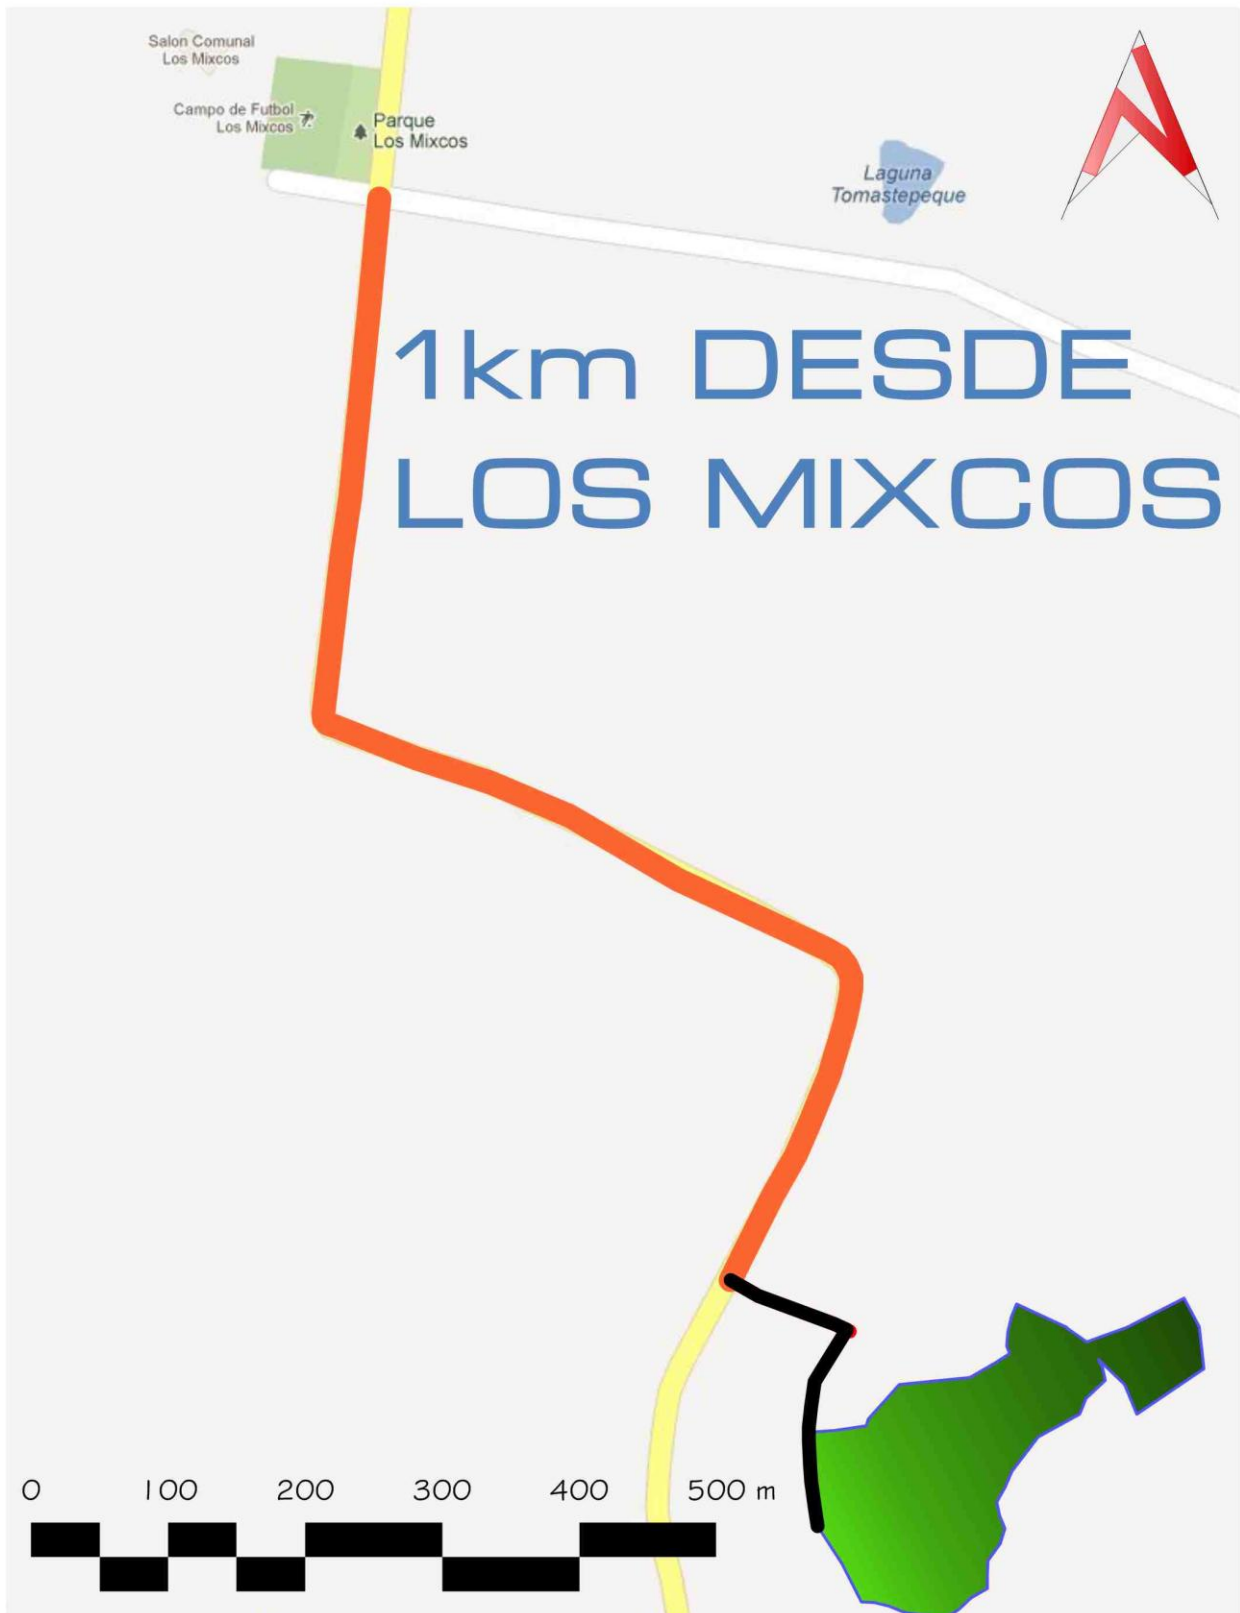 Salon Comunal
Los Mixcos
Campo de Futbol
Los Mixcos
Parque
Los Mixcos
Laguna
Tomastepeque
1km DESDE
LOS MIXCOS
0 100 200 300 400 500 m